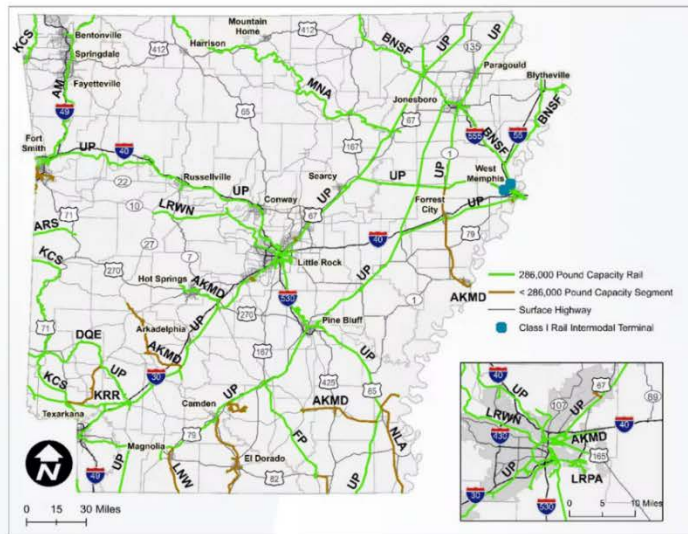 KCS
Bentonville
Springdale
Fayetteville
AM
49
412
Harrison
Mountain Home
412
MNA
65
BNSF
UP
135
UP
Paragould
Blytheville
Jonesboro
67
555
BNSF
55
BNSF
Fort Smith
UP
40
22
Russellville
UP
Conway
Searcy
167
UP
UP
1
West Memphis
Forrest City
UP
79
71
10
LRWN
67
UP
40
ARS
KCS
27
7
Little Rock
AKMD
270
Hot Springs
AKMD
530
UP
1
71
DQE
Arkadelphia
UP
270
Pine Bluff
AKMD
UP
167
UP
KCS
KRR
30
425
65
Texarkana
Camden
UP
AKMD
79
Magnolia
FP
NLA
49
UP
LNW
El Dorado
82
UP
N
0 15 30 Miles
286,000 Pound Capacity Rail
< 286,000 Pound Capacity Segment
Surface Highway
Class I Rail Intermodal Terminal
40
UP
107
UP
67
89
LRWN
430
AKMD
40
UP
165
30
LRPA
530
0 5 10 Miles